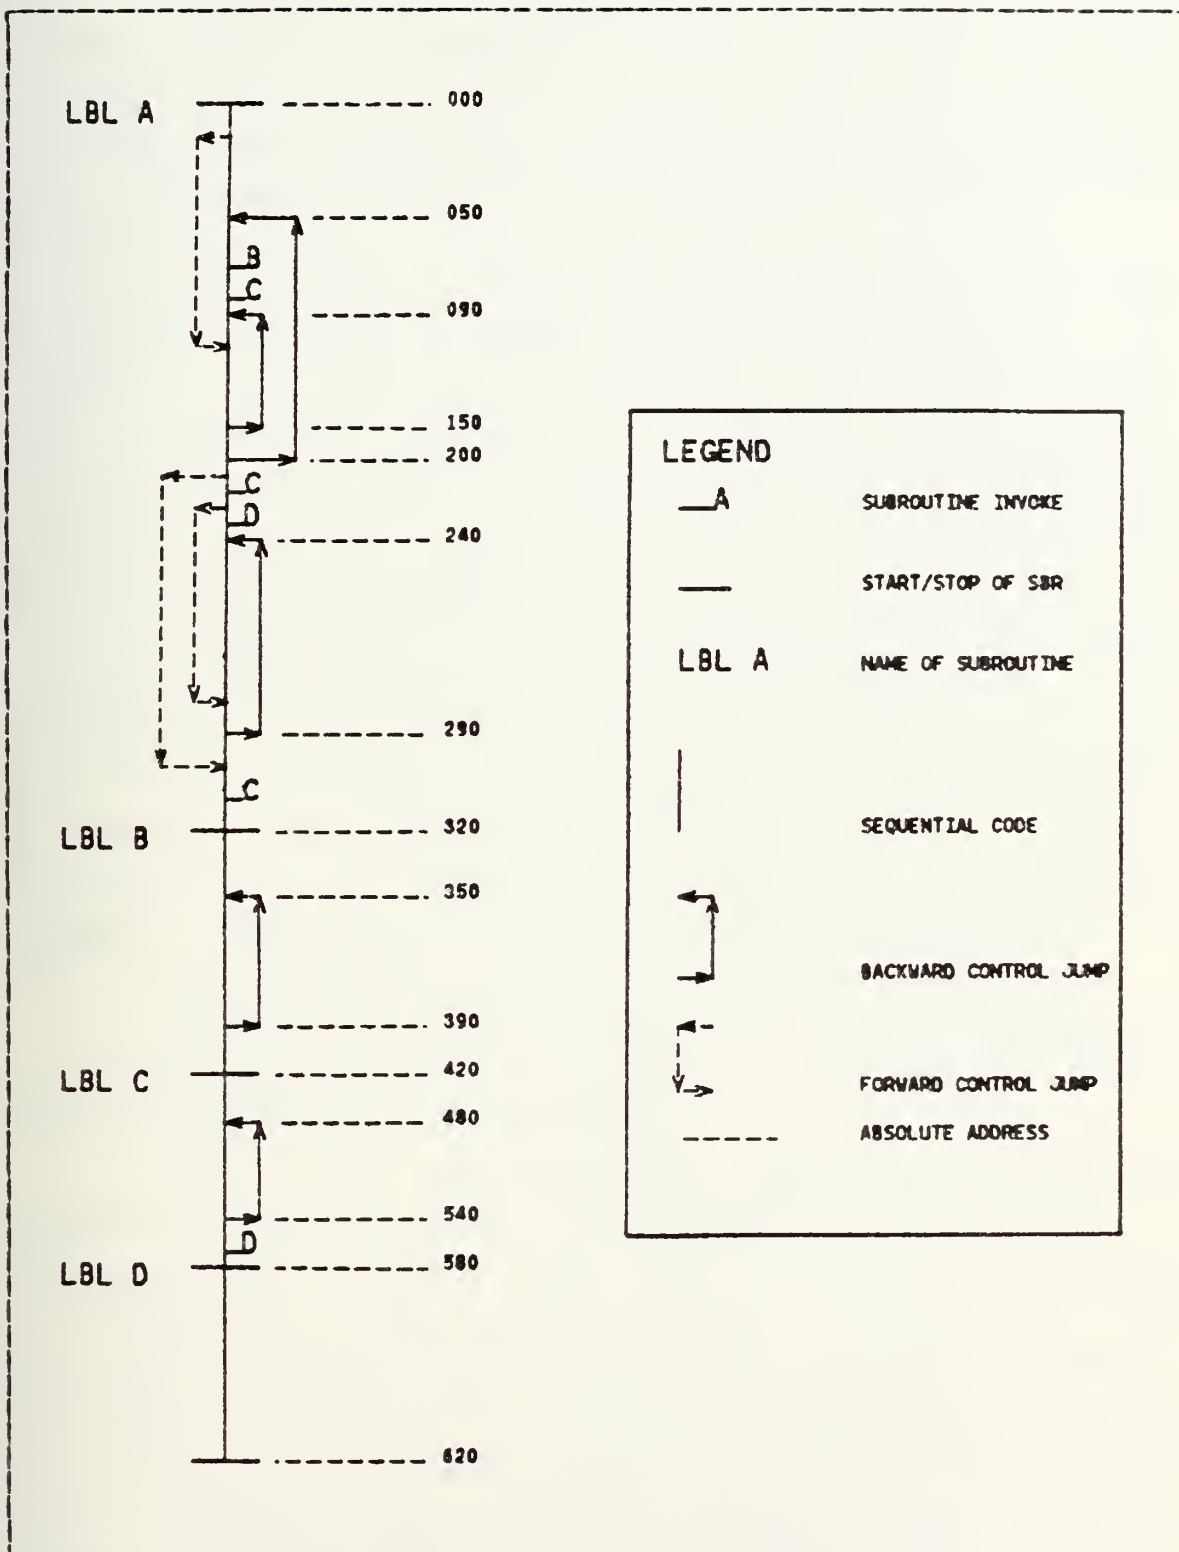 LBL A
000
050
B
C
090
150
200
C
D
240
290
C
LBL B
320
350
390
LBL C
420
480
540
D
LBL D
580
620
LEGEND
A SUBROUTINE INVOKE
START/STOP OF SBR
LBL A NAME OF SUBROUTINE
SEQUENTIAL CODE
BACKWARD CONTROL JUMP
FORWARD CONTROL JUMP
ABSOLUTE ADDRESS